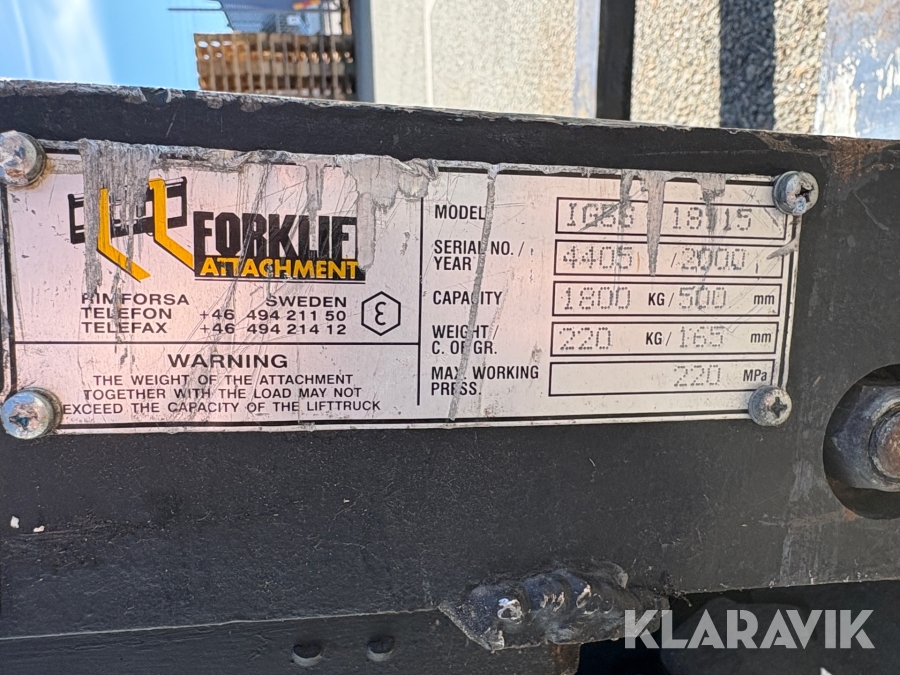 FORKLIF
ATTACHMENT
RIMFORSA SWEDEN
TELEFON +46 494 211 50
TELEFAX +46 494 214 12
ε
WARNING
THE WEIGHT OF THE ATTACHMENT
TOGETHER WITH THE LOAD MAY NOT
EXCEED THE CAPACITY OF THE LIFTTRUCK
MODEL
SERIAL NO. / YEAR 4405 /2000
CAPACITY 1800 KG / 500 mm
WEIGHT / C. OF GR. 220 KG / 165 mm
MAX. WORKING PRESS. 220 MPa
KLARAVIK